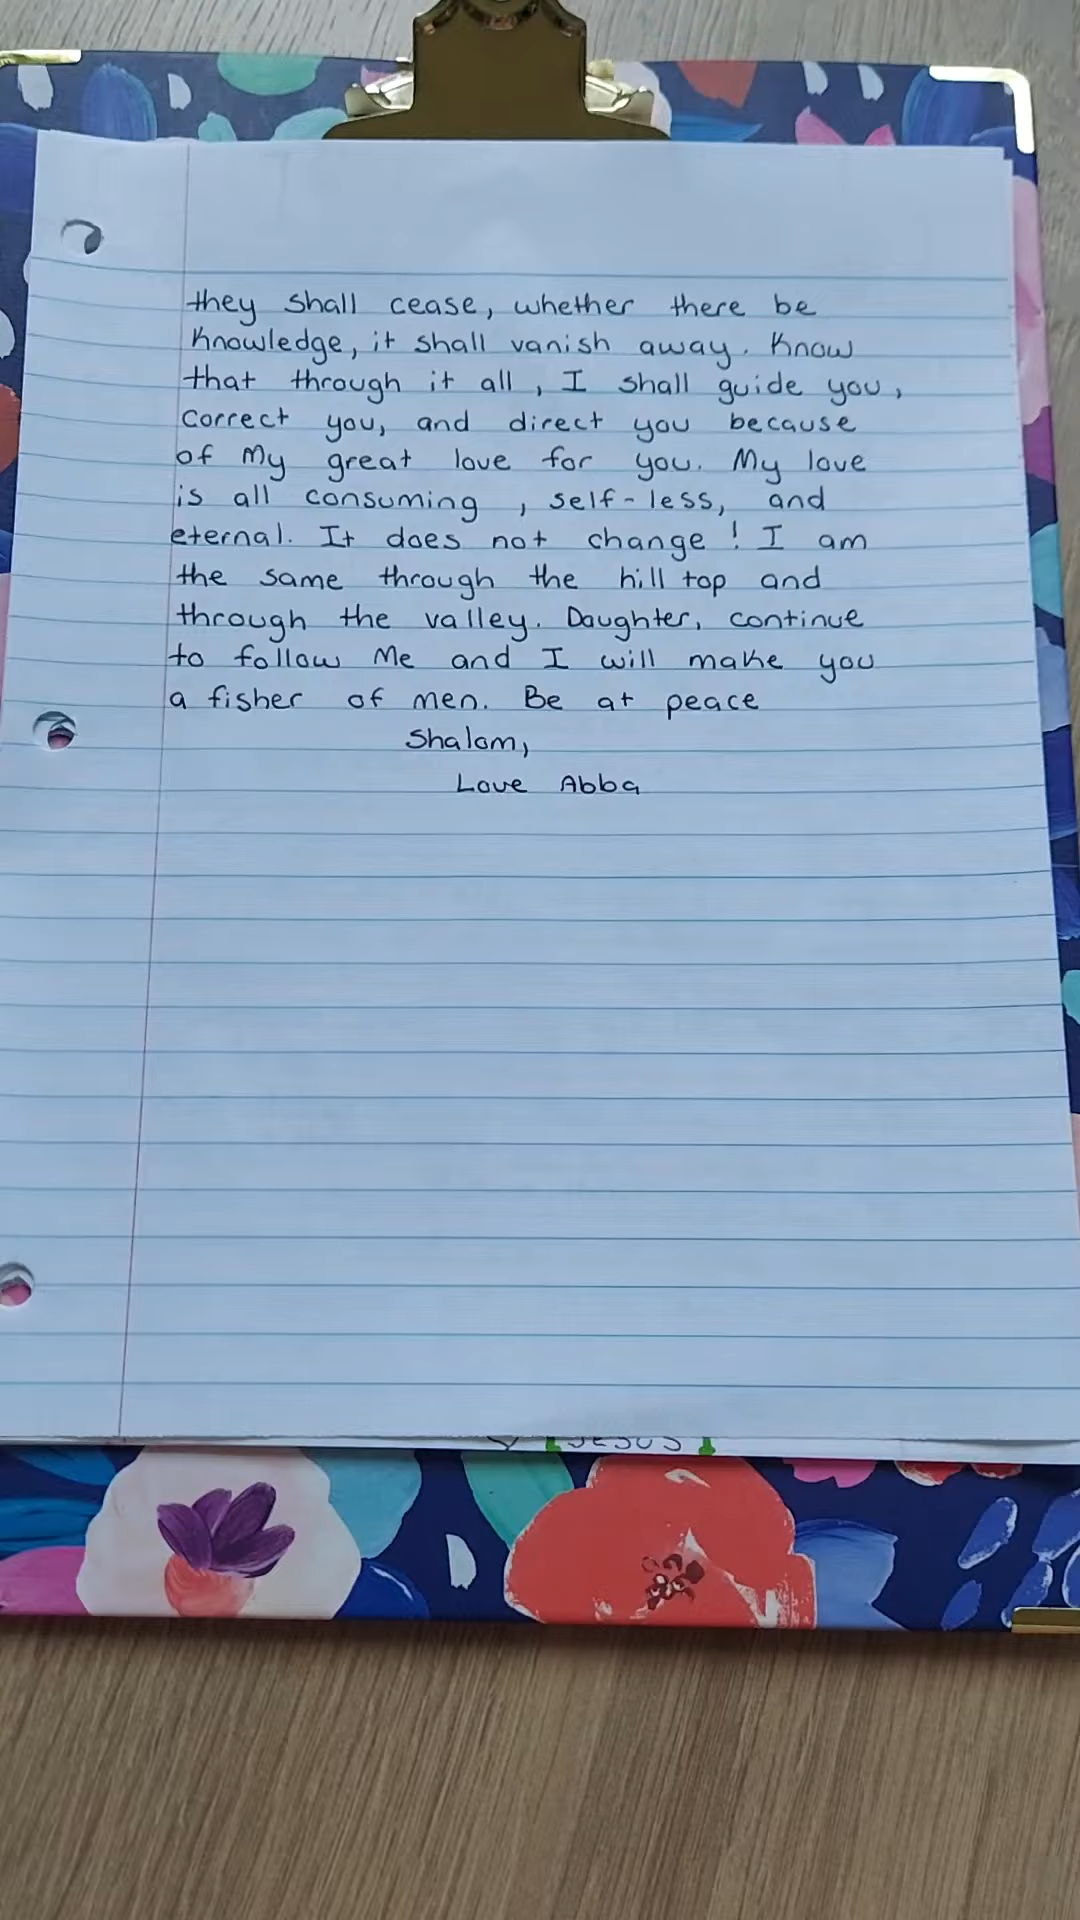 they shall cease, whether there be
knowledge, it shall vanish away. Know
that through it all, I shall guide you,
correct you, and direct you because
of My great love for you. My love
is all consuming, self-less, and
eternal. It does not change! I am
the same through the hill top and
through the valley. Daughter, continue
to follow Me and I will make you
a fisher of men. Be at peace
Shalom,
Love Abba
JESUS